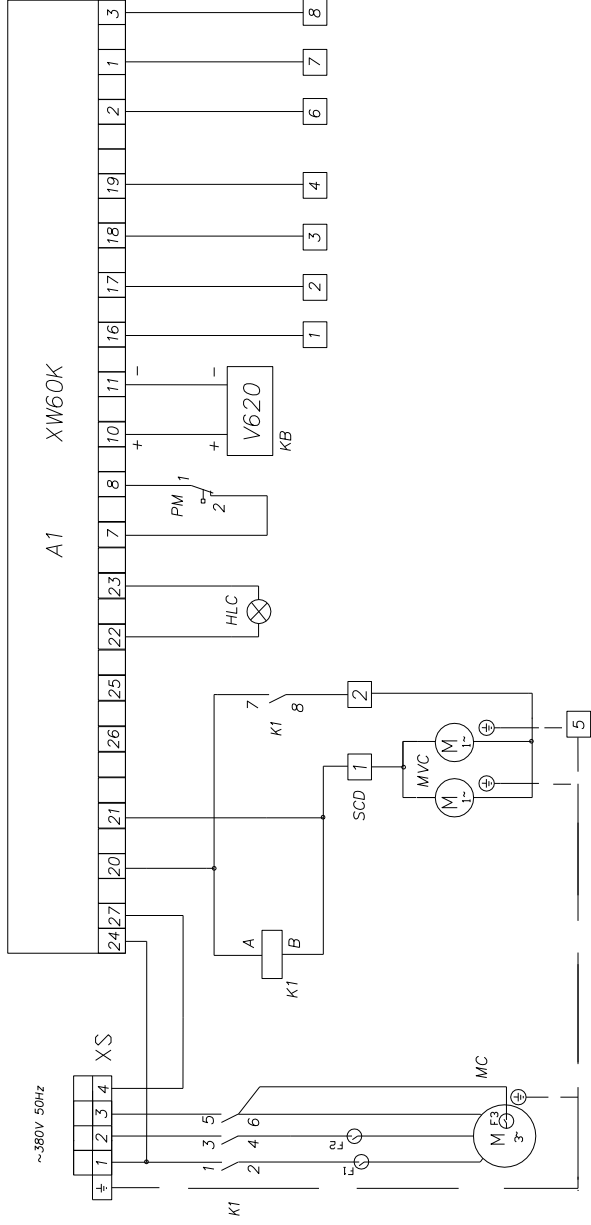 A1 XW60K
24 27 20 21 26 25 22 23 7 8 10 11 16 17 18 19 2 1 3
~380V 50Hz
XS
1 2 3 4
K1
1 3 5
2 4 6
F1 F2
M
3~
F3
MC
K1
A
B
K1
7
8
SCD
1
2
MVC
M
1~
M
1~
5
HLC
PM
1
2
+ -
+ -
V620
KB
1 2 3 4 6 7 8